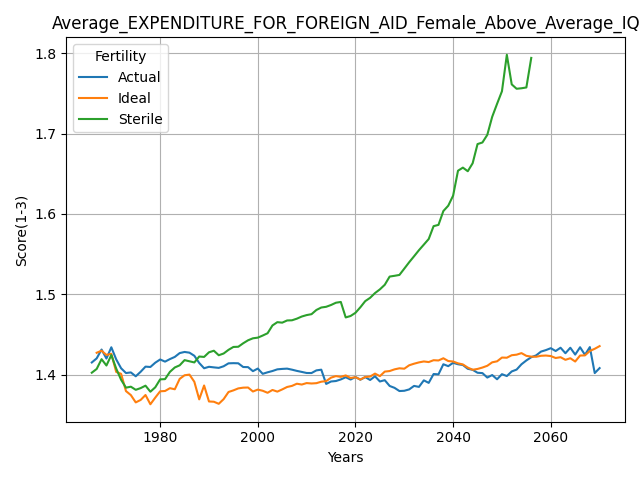 Average_EXPENDITURE_FOR_FOREIGN_AID_Female_Above_Average_IQ
Fertility
Actual
Ideal
Sterile
Score(1-3)
1.8
1.7
1.6
1.5
1.4
1980
2000
2020
2040
2060
Years